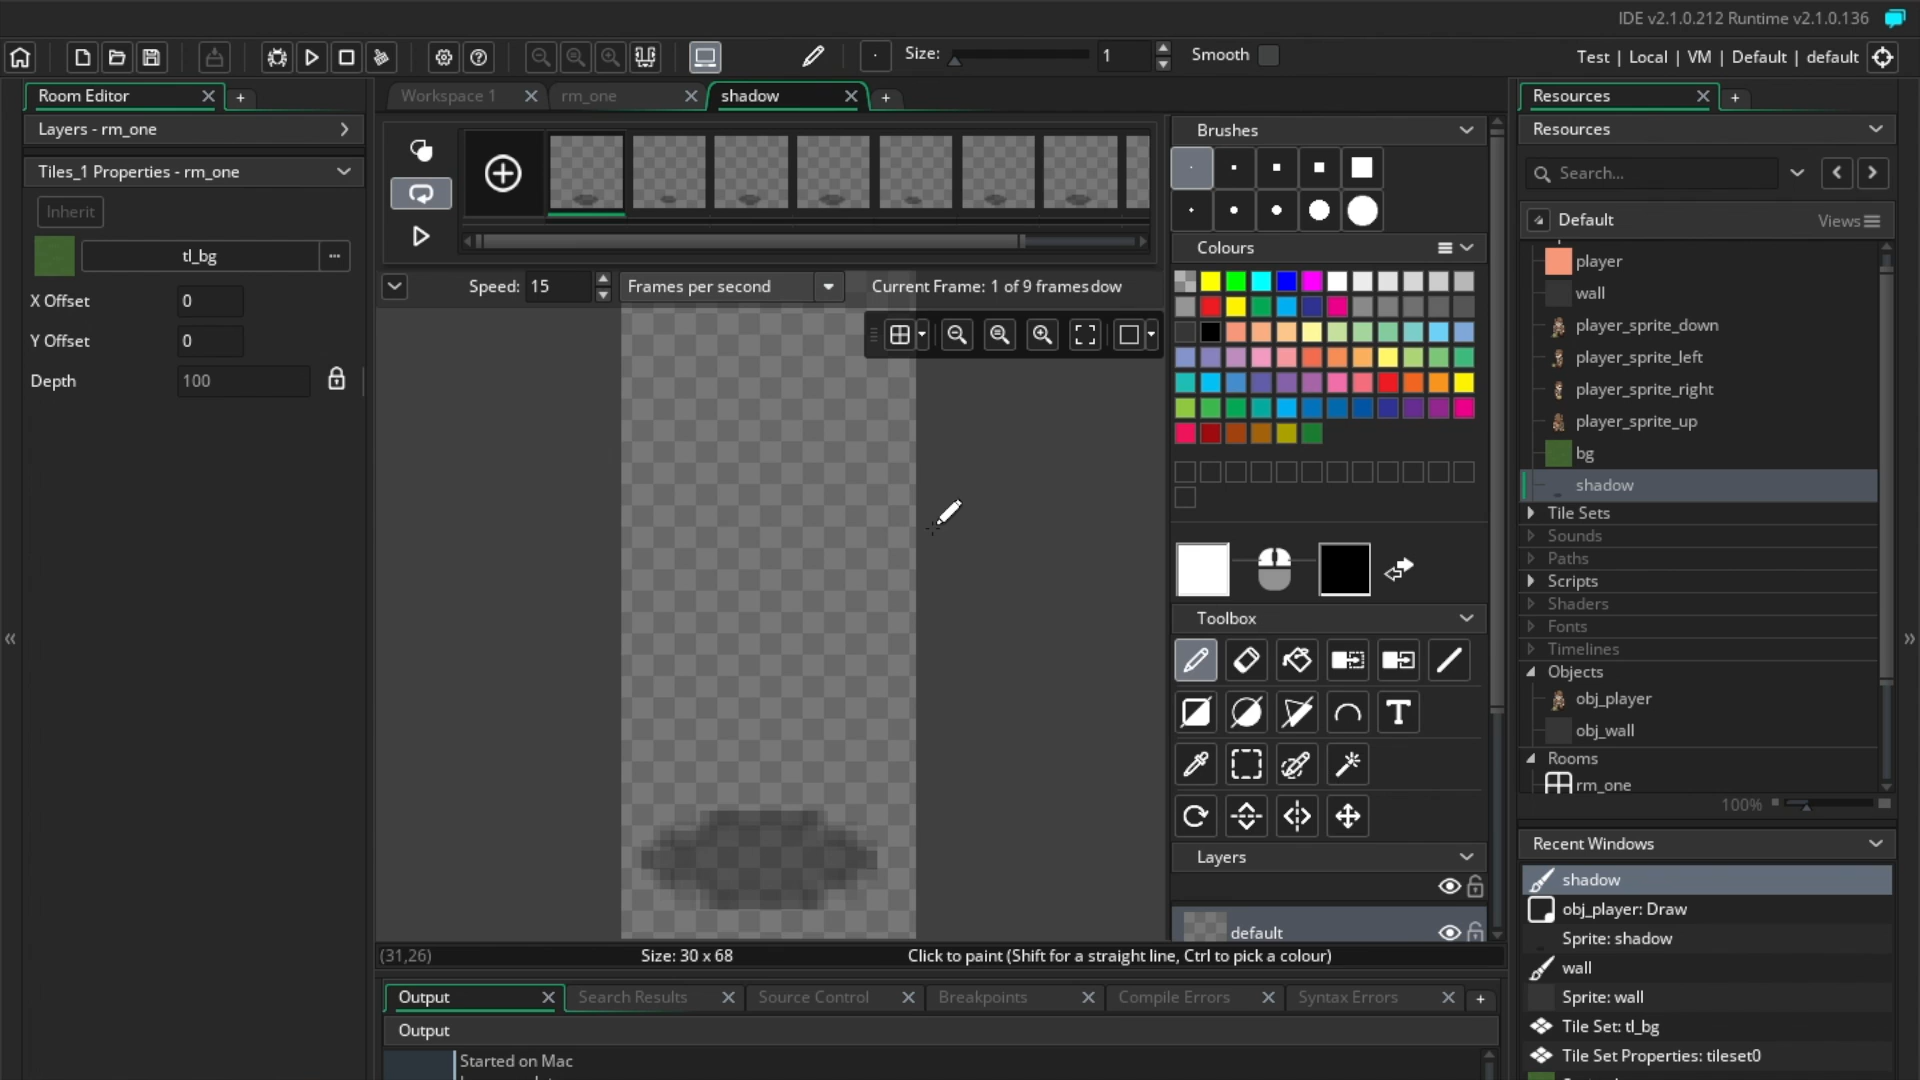 IDE v2.1.0.212 Runtime v2.1.0.136
Size:
1
Smooth
Test | Local | VM | Default | default
Room Editor
Layers - rm_one
Tiles_1 Properties - rm_one
Inherit
tl_bg
...
X Offset
0
Y Offset
0
Depth
100
Workspace 1
rm_one
shadow
Speed:
15
Frames per second
Current Frame: 1 of 9 framesdow
Brushes
Colours
Toolbox
T
Layers
default
(31,26)
Size: 30 x 68
Click to paint (Shift for a straight line, Ctrl to pick a colour)
Output
Search Results
Source Control
Breakpoints
Compile Errors
Syntax Errors
Output
Started on Mac
Resources
Resources
Search...
Default
Views
player
wall
player_sprite_down
player_sprite_left
player_sprite_right
player_sprite_up
bg
shadow
Tile Sets
Sounds
Paths
Scripts
Shaders
Fonts
Timelines
Objects
obj_player
obj_wall
Rooms
rm_one
100%
Recent Windows
shadow
obj_player: Draw
Sprite: shadow
wall
Sprite: wall
Tile Set: tl_bg
Tile Set Properties: tileset0